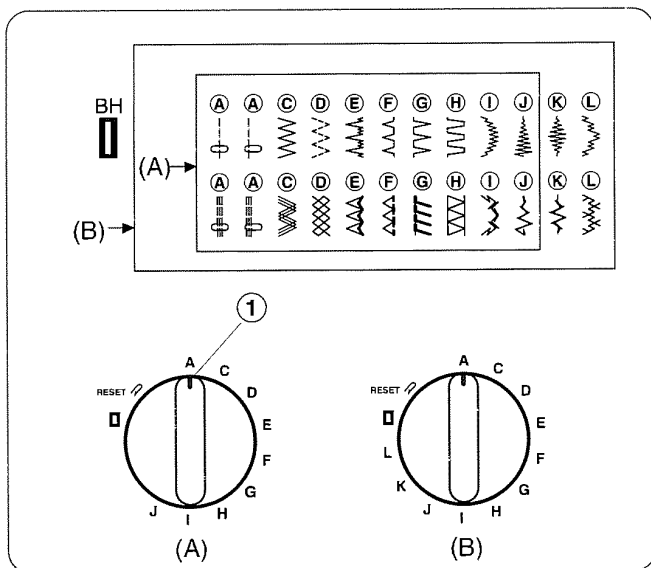 BH
A A C D E F G H I J K L
(A)
A A C D E F G H I J K L
(B)
1
A
C
RESET
D
E
F
G
H
I
J
(A)
A
C
RESET
D
E
L
F
K
G
J
H
I
(B)